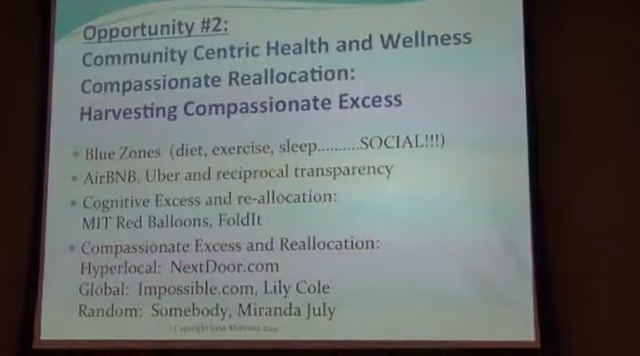 Opportunity #2:
Community Centric Health and Wellness
Compassionate Reallocation:
Harvesting Compassionate Excess
Blue Zones (diet, exercise, sleep..........SOCIAL!!!)
AirBNB, Uber and reciprocal transparency
Cognitive Excess and re-allocation:
MIT Red Balloons, FoldIt
Compassionate Excess and Reallocation:
Hyperlocal: NextDoor.com
Global: Impossible.com, Lily Cole
Random: Somebody, Miranda July
Copyright